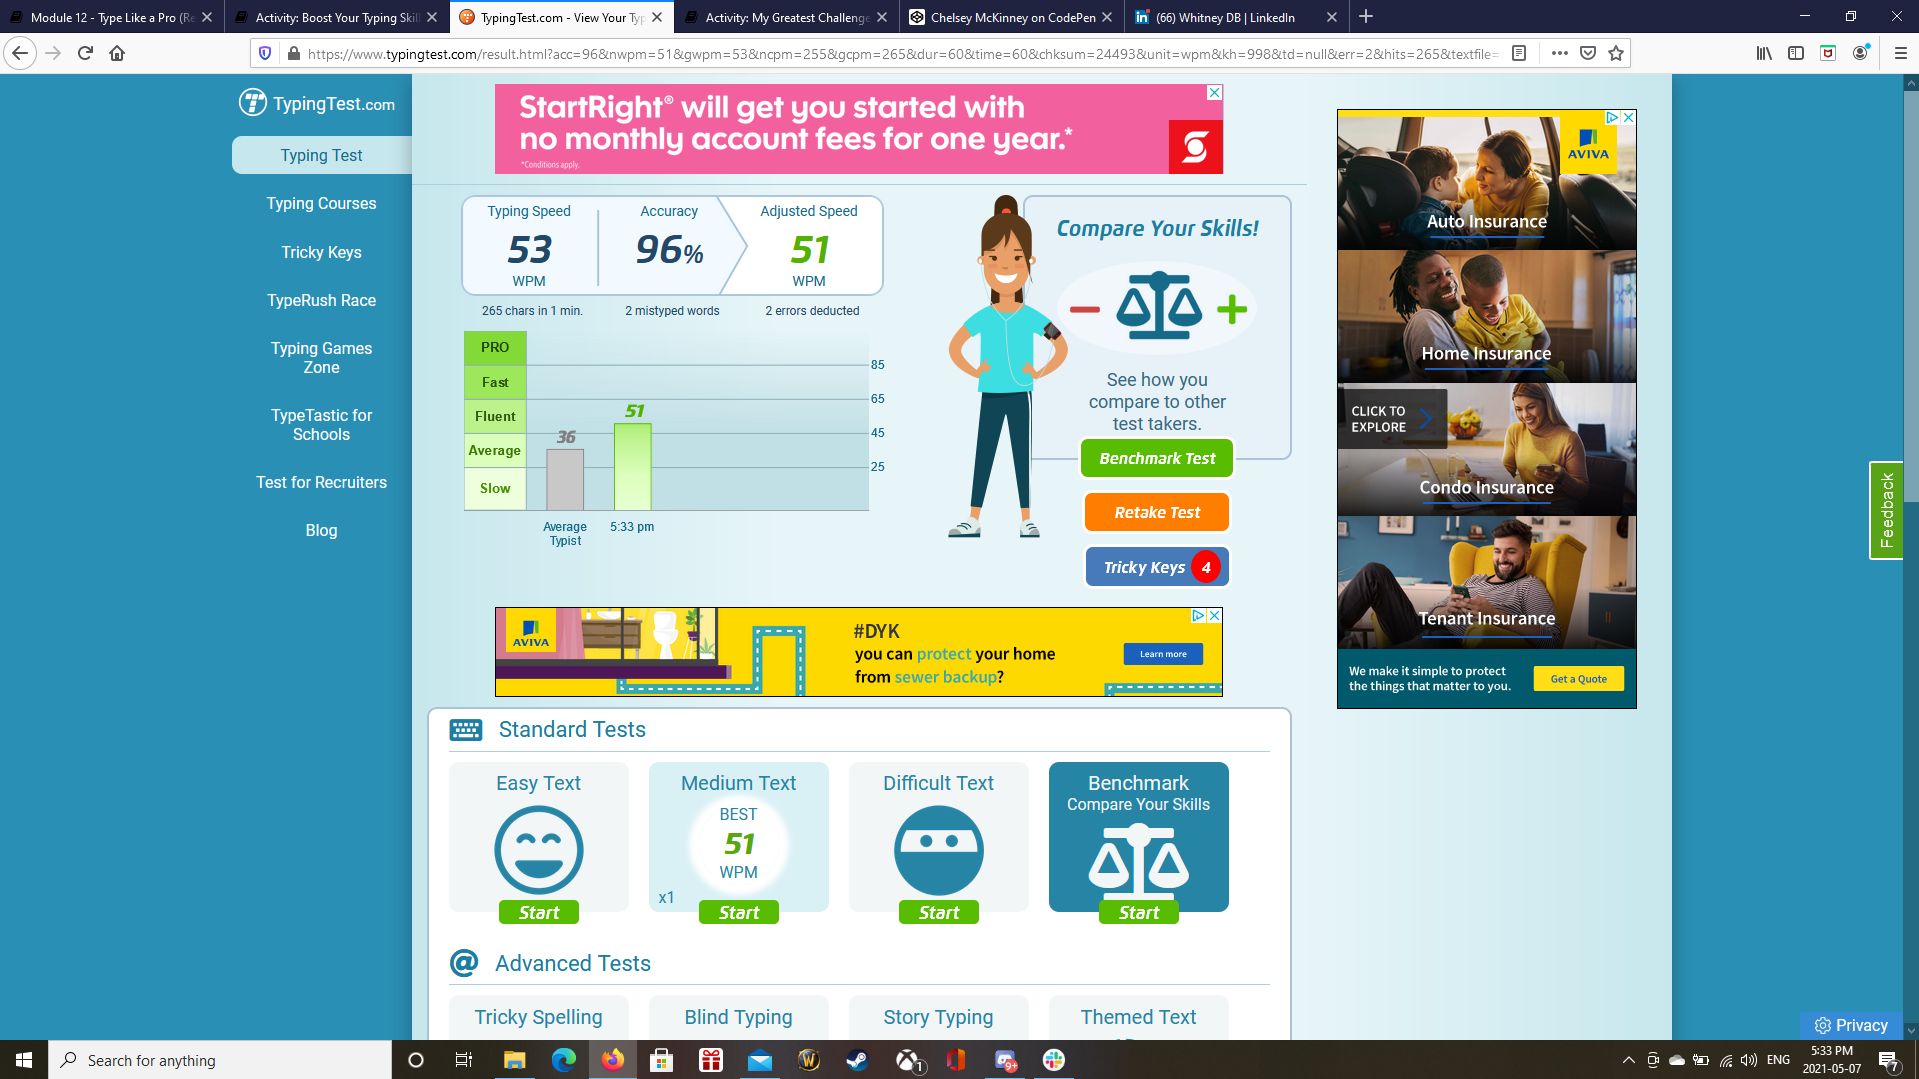 Module 12 - Type Like a Pro (Re
Activity: Boost Your Typing Skil
TypingTest.com - View Your Typ
Activity: My Greatest Challenge
Chelsey McKinney on CodePen
(66) Whitney DB | LinkedIn
https://www.typingtest.com/result.html?acc=96&nwpm=51&gwpm=53&ncpm=255&gcpm=265&dur=60&time=60&chksum=24493&unit=wpm&kh=998&td=null&err=2&hits=265&textfile=
TypingTest.com
Typing Test
Typing Courses
Tricky Keys
TypeRush Race
Typing Games
Zone
TypeTastic for
Schools
Test for Recruiters
Blog
StartRight® will get you started with
no monthly account fees for one year.*
*Conditions apply.
Typing Speed
53
WPM
265 chars in 1 min.
Accuracy
96%
2 mistyped words
Adjusted Speed
51
WPM
2 errors deducted
PRO
Fast
Fluent
Average
Slow
85
65
45
25
36
51
Average
Typist
5:33 pm
Compare Your Skills!
See how you
compare to other
test takers.
Benchmark Test
Retake Test
Tricky Keys 4
AVIVA
Auto Insurance
Home Insurance
CLICK TO
EXPLORE
Condo Insurance
Tenant Insurance
We make it simple to protect
the things that matter to you.
Get a Quote
Feedback
AVIVA
#DYK
you can protect your home
from sewer backup?
Learn more
Standard Tests
Easy Text
Start
Medium Text
BEST
51
WPM
x1
Start
Difficult Text
Start
Benchmark
Compare Your Skills
Start
Advanced Tests
Tricky Spelling
Blind Typing
Story Typing
Themed Text
Privacy
Search for anything
1
9+
ENG
5:33 PM
2021-05-07
7